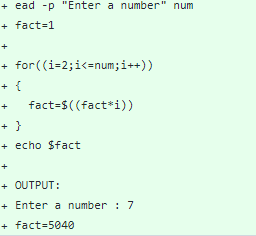 + ead -p "Enter a number" num
+ fact=1
+
+ for((i=2;i<=num;i++))
+ {
+   fact=$((fact*i))
+ }
+ echo $fact
+
+ OUTPUT:
+ Enter a number : 7
+ fact=5040